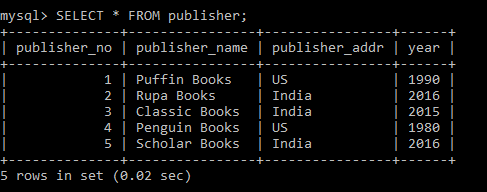 mysql> SELECT * FROM publisher;
+--------------+----------------+----------------+------+
| publisher_no | publisher_name | publisher_addr | year |
+--------------+----------------+----------------+------+
|            1 | Puffin Books   | US             | 1990 |
|            2 | Rupa Books     | India          | 2016 |
|            3 | Classic Books  | India          | 2015 |
|            4 | Penguin Books  | US             | 1980 |
|            5 | Scholar Books  | India          | 2016 |
+--------------+----------------+----------------+------+
5 rows in set (0.02 sec)